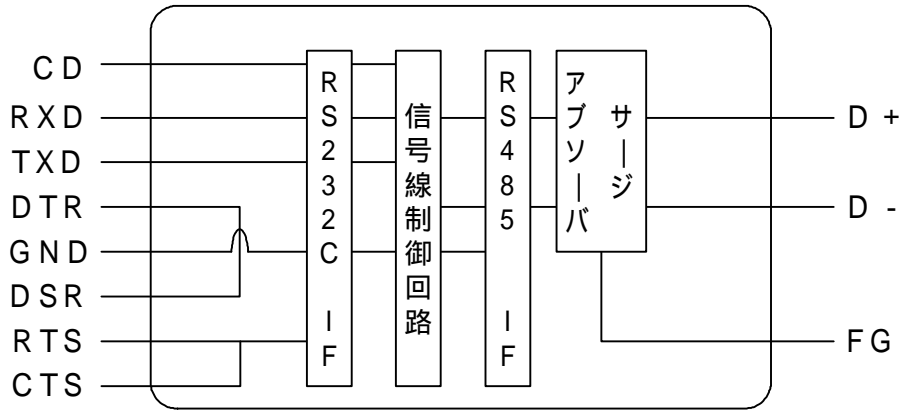 CD
RXD
TXD
DTR
GND
DSR
RTS
CTS
RS232C IF
信号線制御回路
RS485 IF
サージ
アブソーバ
D+
D-
FG